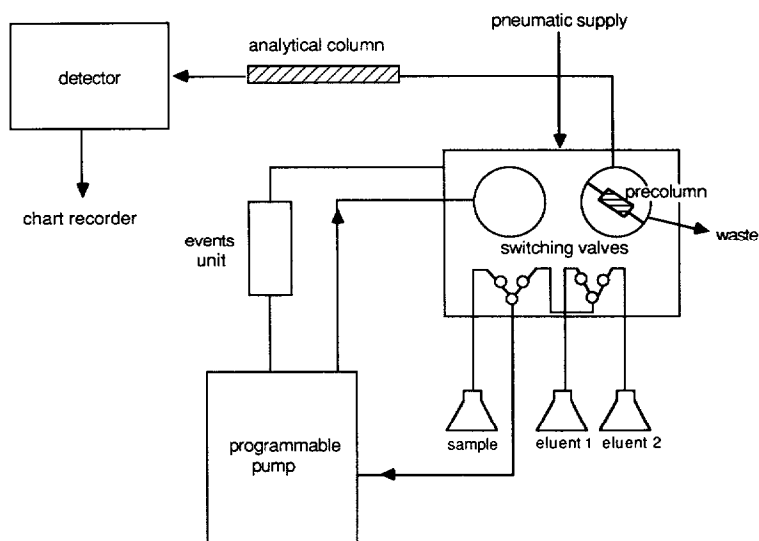 pneumatic supply
analytical column
detector
precolumn
chart recorder
waste
events
unit
switching valves
sample
eluent 1
eluent 2
programmable
pump